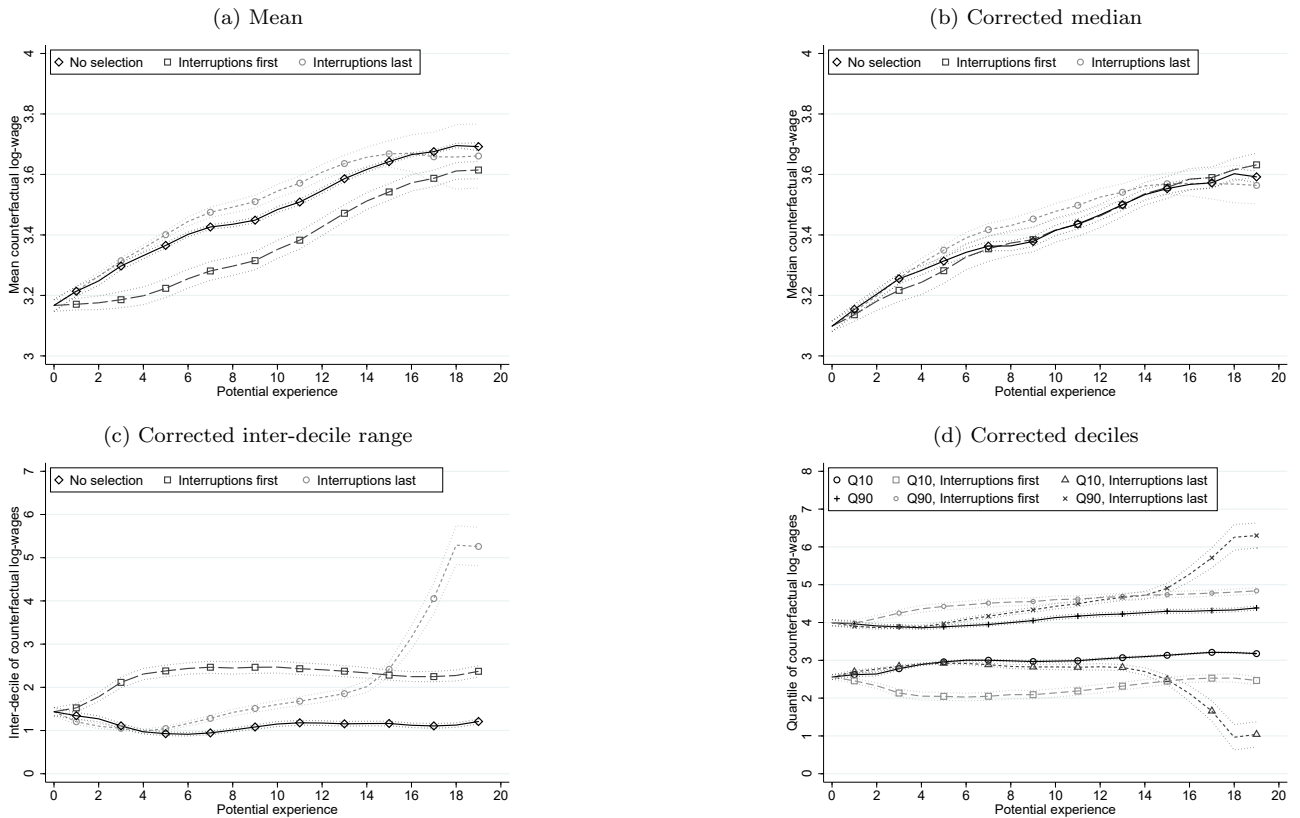 (a) Mean
No selection Interruptions first Interruptions last
Mean counterfactual log-wage
3 3.2 3.4 3.6 3.8 4
0 2 4 6 8 10 12 14 16 18 20
Potential experience
(b) Corrected median
No selection Interruptions first Interruptions last
Median counterfactual log-wage
3 3.2 3.4 3.6 3.8 4
0 2 4 6 8 10 12 14 16 18 20
Potential experience
(c) Corrected inter-decile range
No selection Interruptions first Interruptions last
Inter-decile of counterfactual log-wages
0 1 2 3 4 5 6 7
0 2 4 6 8 10 12 14 16 18 20
Potential experience
(d) Corrected deciles
Q10 Q10, Interruptions first Q10, Interruptions last
Q90 Q90, Interruptions first Q90, Interruptions last
Quantile of counterfactual log-wages
0 1 2 3 4 5 6 7 8
0 2 4 6 8 10 12 14 16 18 20
Potential experience